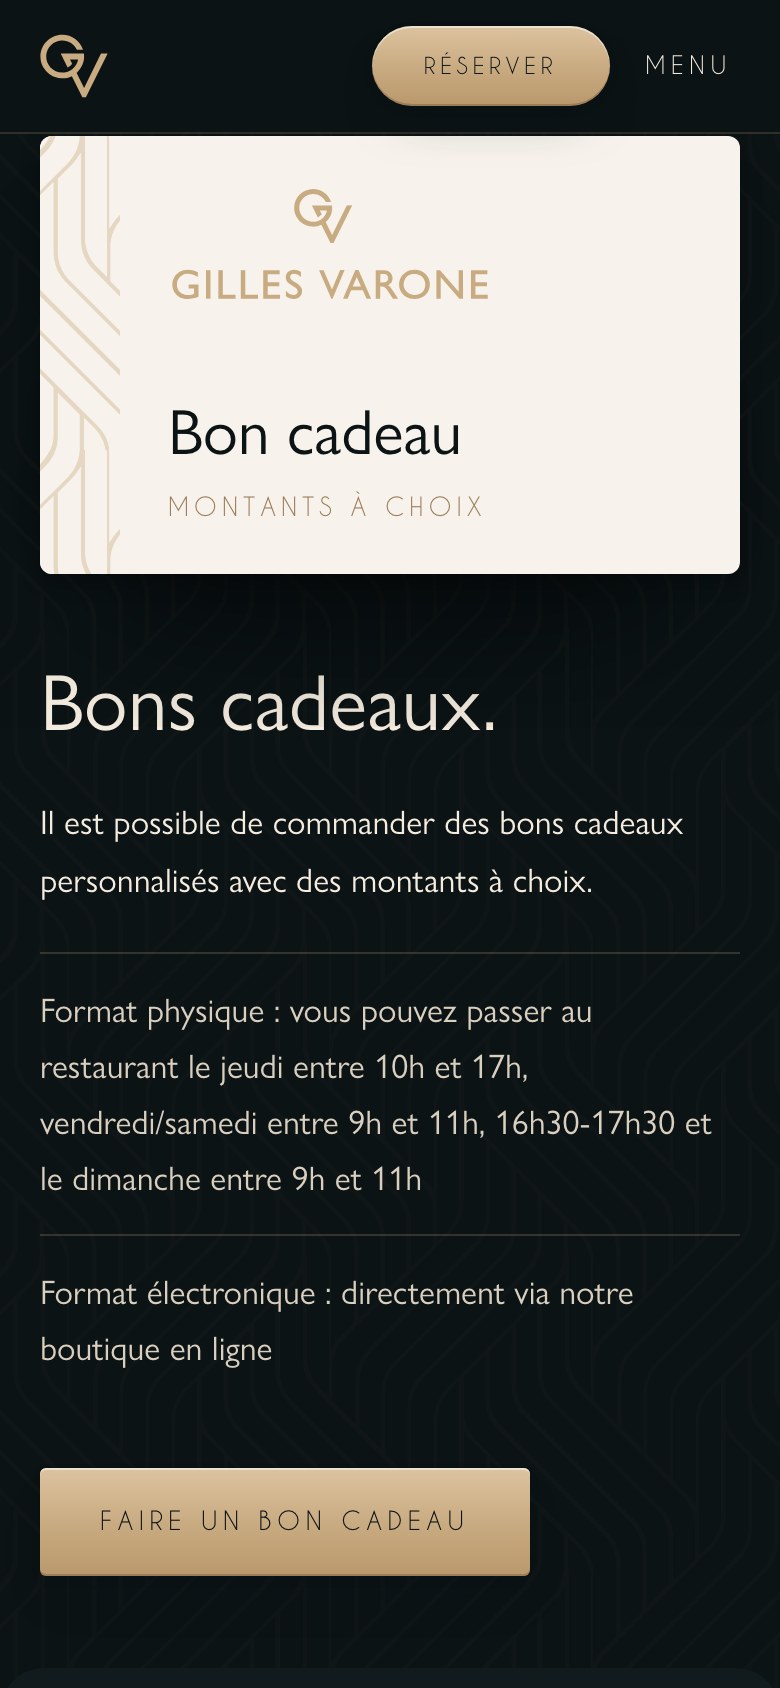 GV
RÉSERVER
MENU
GV
GILLES VARONE
Bon cadeau
MONTANTS À CHOIX
Bons cadeaux.
Il est possible de commander des bons cadeaux
personnalisés avec des montants à choix.
Format physique : vous pouvez passer au
restaurant le jeudi entre 10h et 17h,
vendredi/samedi entre 9h et 11h, 16h30-17h30 et
le dimanche entre 9h et 11h
Format électronique : directement via notre
boutique en ligne
FAIRE UN BON CADEAU